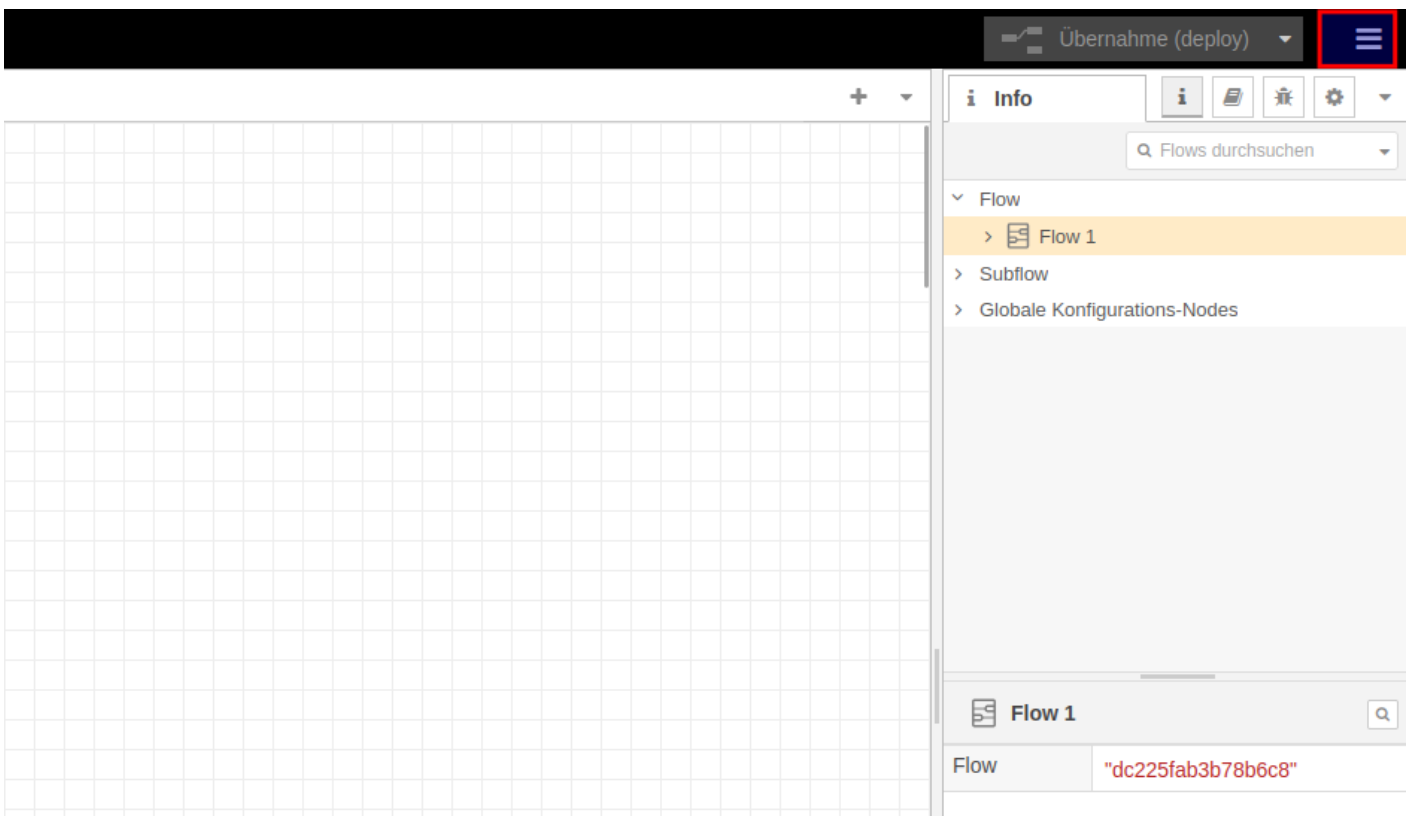 Übernahme (deploy)
i Info
Flows durchsuchen
Flow
Flow 1
Subflow
Globale Konfigurations-Nodes
Flow 1
Flow "dc225fab3b78b6c8"